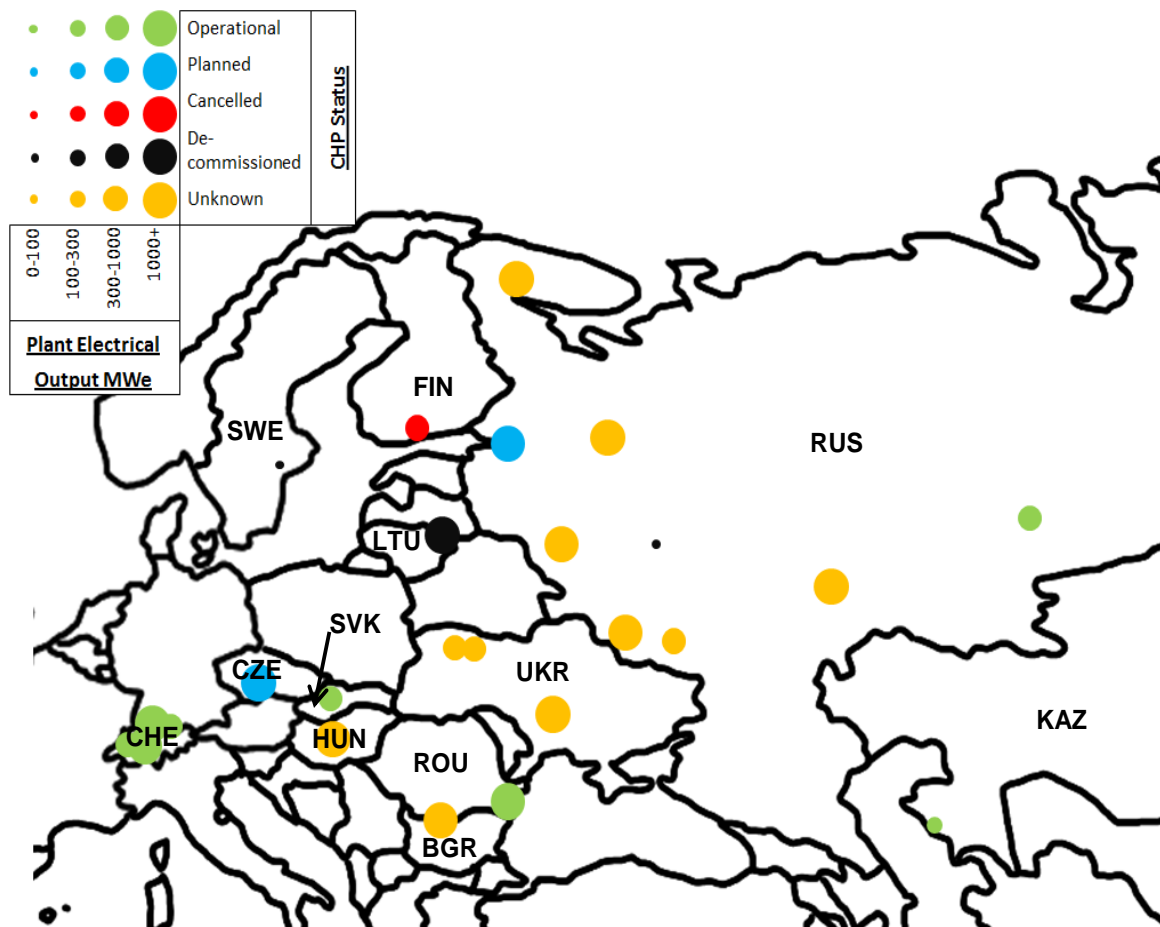 Operational
Planned
Cancelled
De-
commissioned
Unknown
CHP Status
0-100
100-300
300-1000
1000+
Plant Electrical
Output MWe
FIN
SWE
RUS
LTU
SVK
CZE
UKR
KAZ
CHE
HUN
ROU
BGR